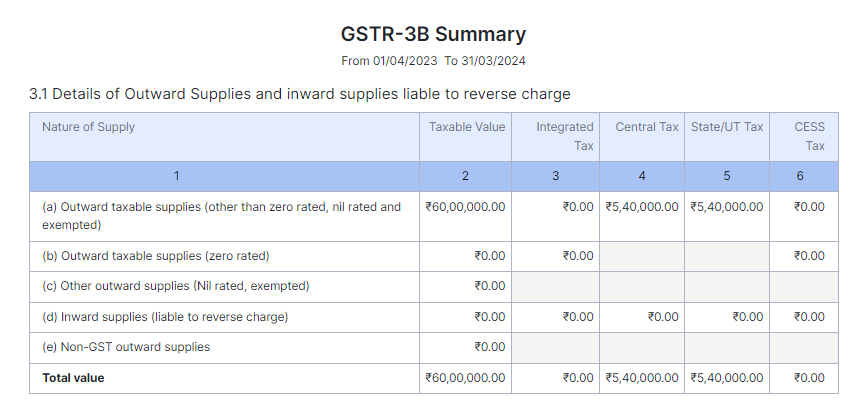 GSTR-3B Summary
From 01/04/2023 To 31/03/2024
3.1 Details of Outward Supplies and inward supplies liable to reverse charge
Nature of Supply Taxable Value Integrated Tax Central Tax State/UT Tax CESS Tax
1 2 3 4 5 6
(a) Outward taxable supplies (other than zero rated, nil rated and exempted) ₹60,00,000.00 ₹0.00 ₹5,40,000.00 ₹5,40,000.00 ₹0.00
(b) Outward taxable supplies (zero rated) ₹0.00 ₹0.00 ₹0.00
(c) Other outward supplies (Nil rated, exempted) ₹0.00
(d) Inward supplies (liable to reverse charge) ₹0.00 ₹0.00 ₹0.00 ₹0.00 ₹0.00
(e) Non-GST outward supplies ₹0.00
Total value ₹60,00,000.00 ₹0.00 ₹5,40,000.00 ₹5,40,000.00 ₹0.00